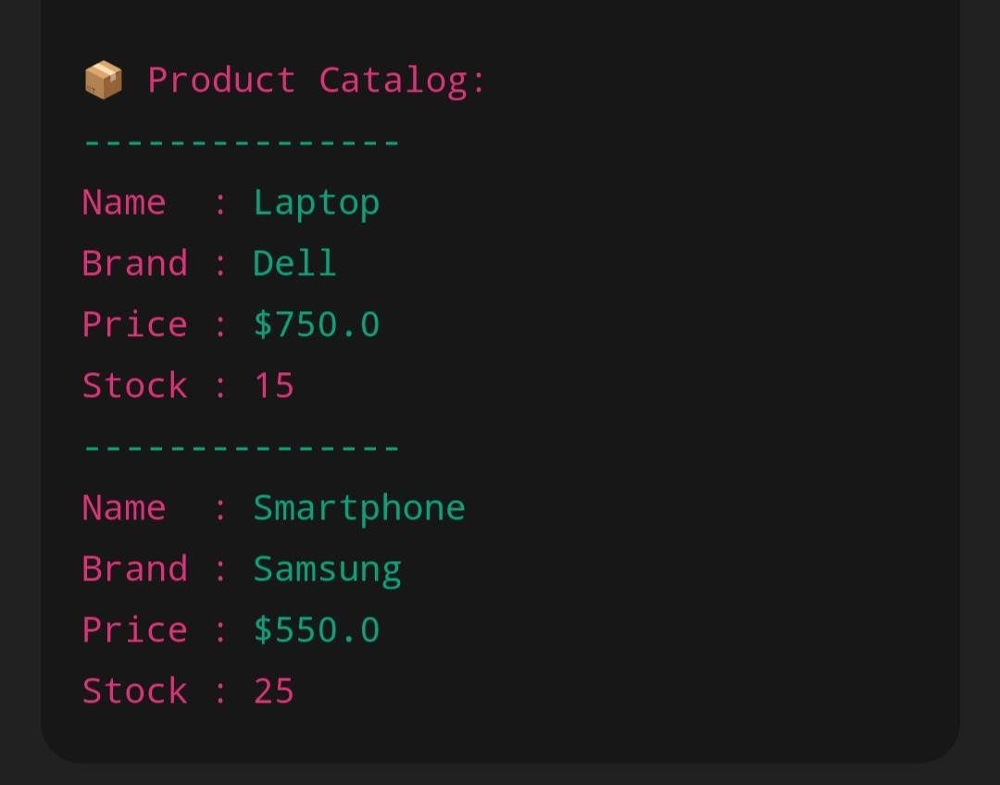 📦 Product Catalog:
---------------
Name  : Laptop
Brand : Dell
Price : $750.0
Stock : 15
---------------
Name  : Smartphone
Brand : Samsung
Price : $550.0
Stock : 25